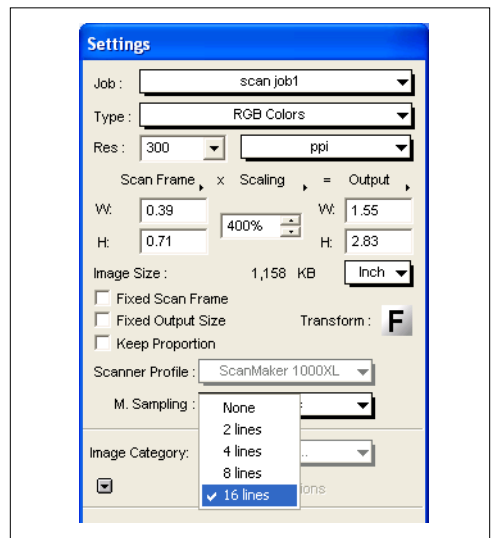 Settings
Job : scan job1
Type : RGB Colors
Res : 300 ppi
Scan Frame x Scaling = Output
W: 0.39 400% W: 1.55
H: 0.71 H: 2.83
Image Size : 1,158 KB Inch
Fixed Scan Frame
Fixed Output Size Transform : F
Keep Proportion
Scanner Profile : ScanMaker 1000XL
M. Sampling :
None
2 lines
Image Category: 4 lines ...
8 lines
✓ 16 lines